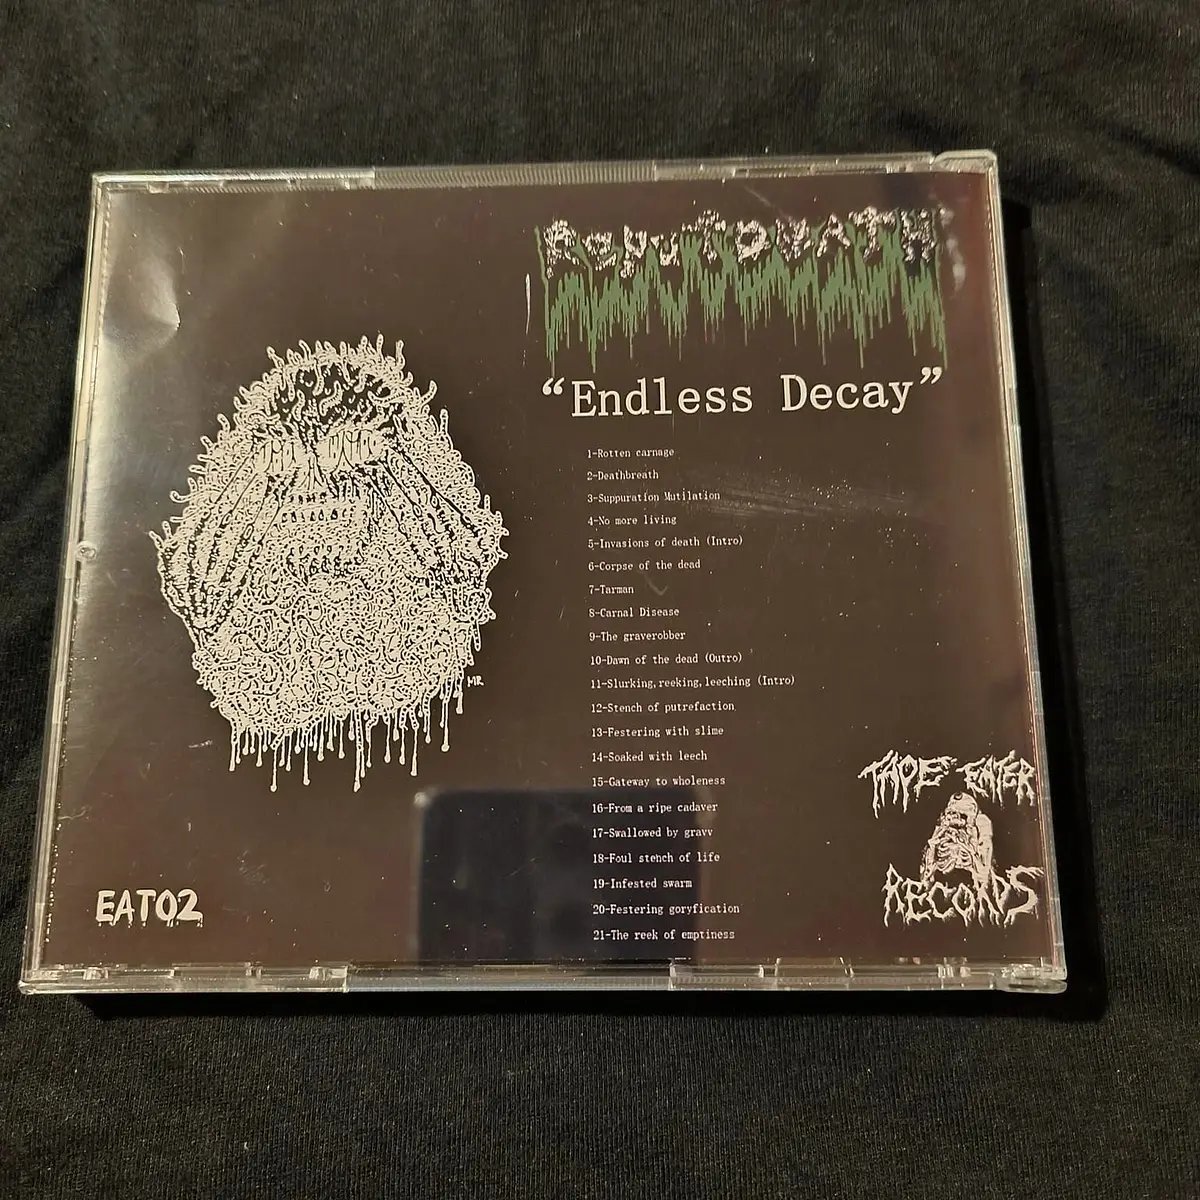 “Endless Decay”
1-Rotten carnage
2-Deathbreath
3-Suppuration Mutilation
4-No more living
5-Invasions of death (Intro)
6-Corpse of the dead
7-Tarman
8-Carnal Disease
9-The graverobber
10-Dawn of the dead (Outro)
11-Slurking,reeking,leeching (Intro)
12-Stench of putrefaction
13-Festering with slime
14-Soaked with leech
15-Gateway to wholeness
16-From a ripe cadaver
17-Swallowed by gravv
18-Foul stench of life
19-Infested swarm
20-Festering goryfication
21-The reek of emptiness
MR
EAT02
TAPE EATER
RECORDS